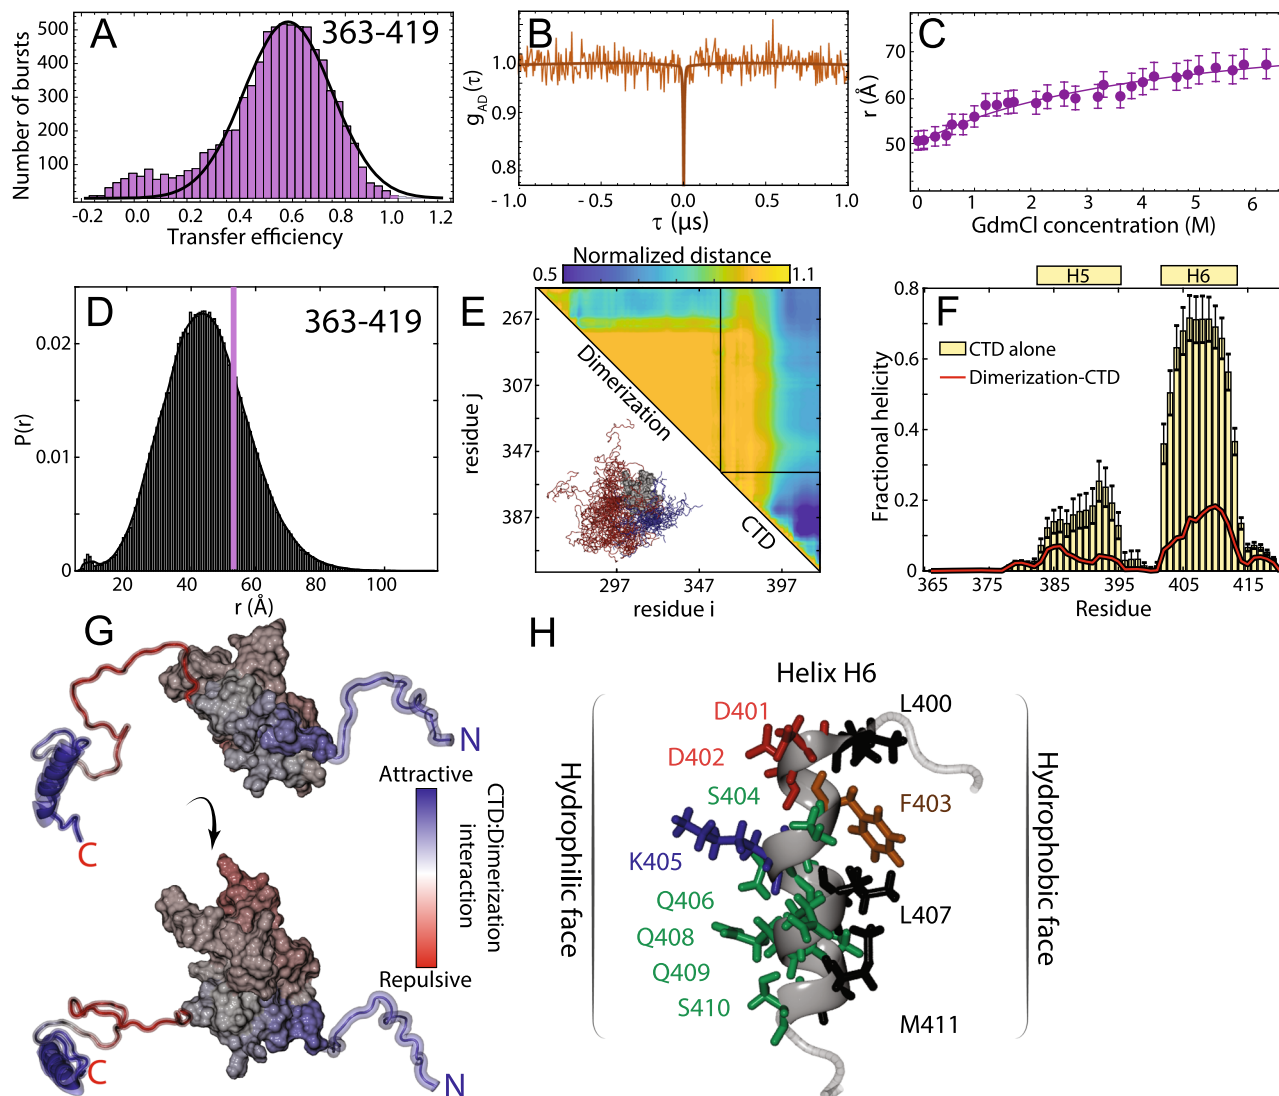 A
363-419
Number of bursts
500
400
300
200
100
-0.2
0.0
0.2
0.4
0.6
0.8
1.0
1.2
Transfer efficiency
B
g_AD(τ)
1.0
0.9
0.8
- 1.0
- 0.5
0.0
0.5
1.0
τ (μs)
C
r (Å)
70
60
50
0
1
2
3
4
5
6
GdmCl concentration (M)
D
363-419
P(r)
0.02
0.01
0
20
40
60
80
100
r (Å)
E
Normalized distance
0.5
1.1
residue j
267
307
347
387
Dimerization
CTD
297
347
397
residue i
F
H5
H6
CTD alone
Dimerization-CTD
Fractional helicity
0.8
0.6
0.4
0.2
0
365
375
385
395
405
415
Residue
G
N
C
Attractive
CTD:Dimerization
interaction
Repulsive
C
N
H
Helix H6
Hydrophilic face
D401
D402
S404
K405
Q406
Q408
Q409
S410
L400
F403
L407
M411
Hydrophobic face